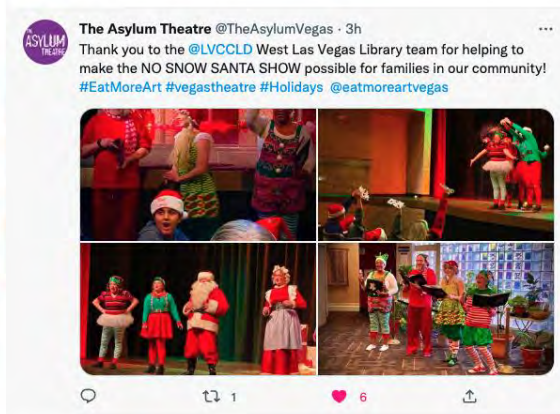 ASYLUM
THEATRE
The Asylum Theatre @TheAsylumVegas · 3h
Thank you to the @LVCCLD West Las Vegas Library team for helping to
make the NO SNOW SANTA SHOW possible for families in our community!
#EatMoreArt #vegastheatre #Holidays @eatmoreartvegas
1 6